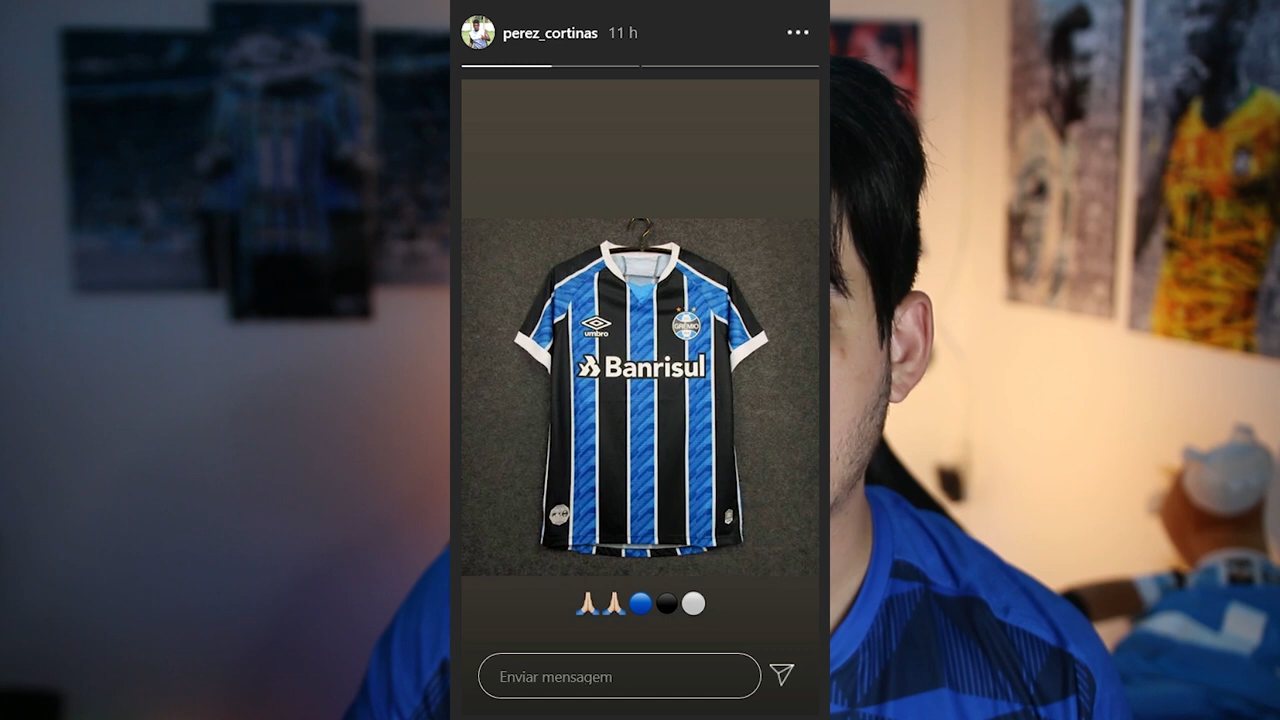 perez_cortinas 11 h
umbro
GRÊMIO
Banrisul
Enviar mensagem